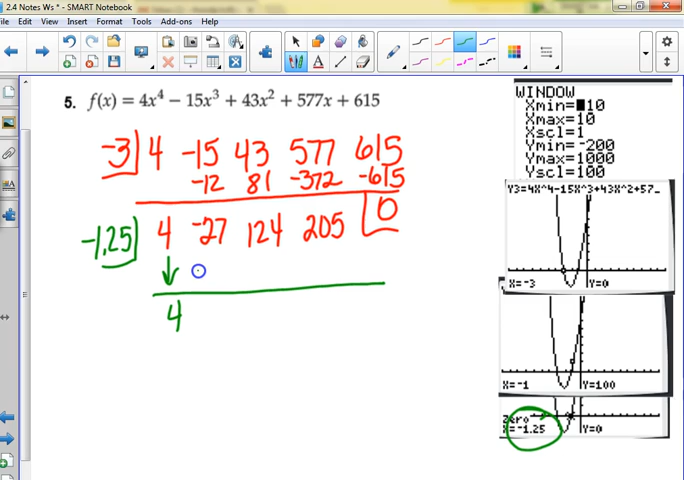 2.4 Notes Ws * - SMART Notebook
Edit View Insert Format Tools Add-ons Help
5. f(x) = 4x⁴ − 15x³ + 43x² + 577x + 615
-3 4 -15 43 577 615
-12 81 -372 -615
-1.25 4 -27 124 205 0
4
WINDOW
Xmin=-10
Xmax=10
Xscl=1
Ymin=-200
Ymax=1000
Yscl=100
Y3=4X^4-15X^3+43X^2+57…
X=-3 Y=0
X=-1 Y=100
Zero
X=-1.25 Y=0